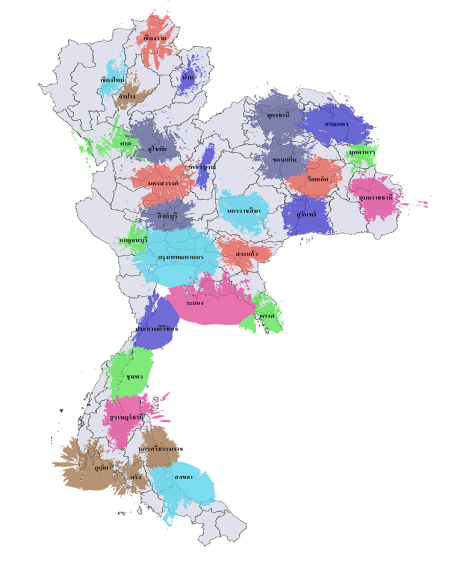 เชียงราย
เชียงใหม่
น่าน
ลำปาง
อุดรธานี
สกลนคร
ตาก
สุโขทัย
มุกดาหาร
ขอนแก่น
เพชรบูรณ์
ร้อยเอ็ด
นครสวรรค์
อุบลราชธานี
นครราชสีมา
สุรินทร์
สิงห์บุรี
กาญจนบุรี
สระแก้ว
กรุงเทพมหานคร
ระยอง
ตราด
ประจวบคีรีขันธ์
ชุมพร
สุราษฎร์ธานี
นครศรีธรรมราช
ภูเก็ต
ตรัง
สงขลา